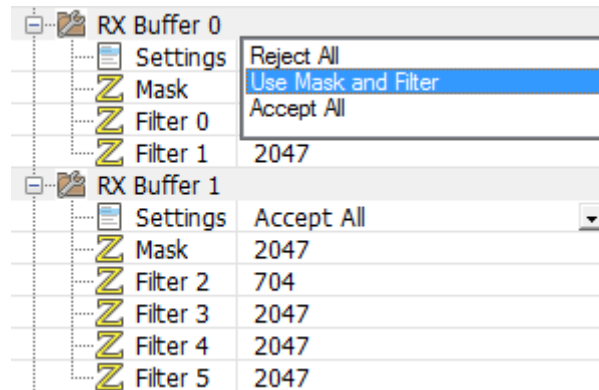 RX Buffer 0
Settings Reject All
Mask Use Mask and Filter
Filter 0 Accept All
Filter 1 2047
RX Buffer 1
Settings Accept All
Mask 2047
Filter 2 704
Filter 3 2047
Filter 4 2047
Filter 5 2047